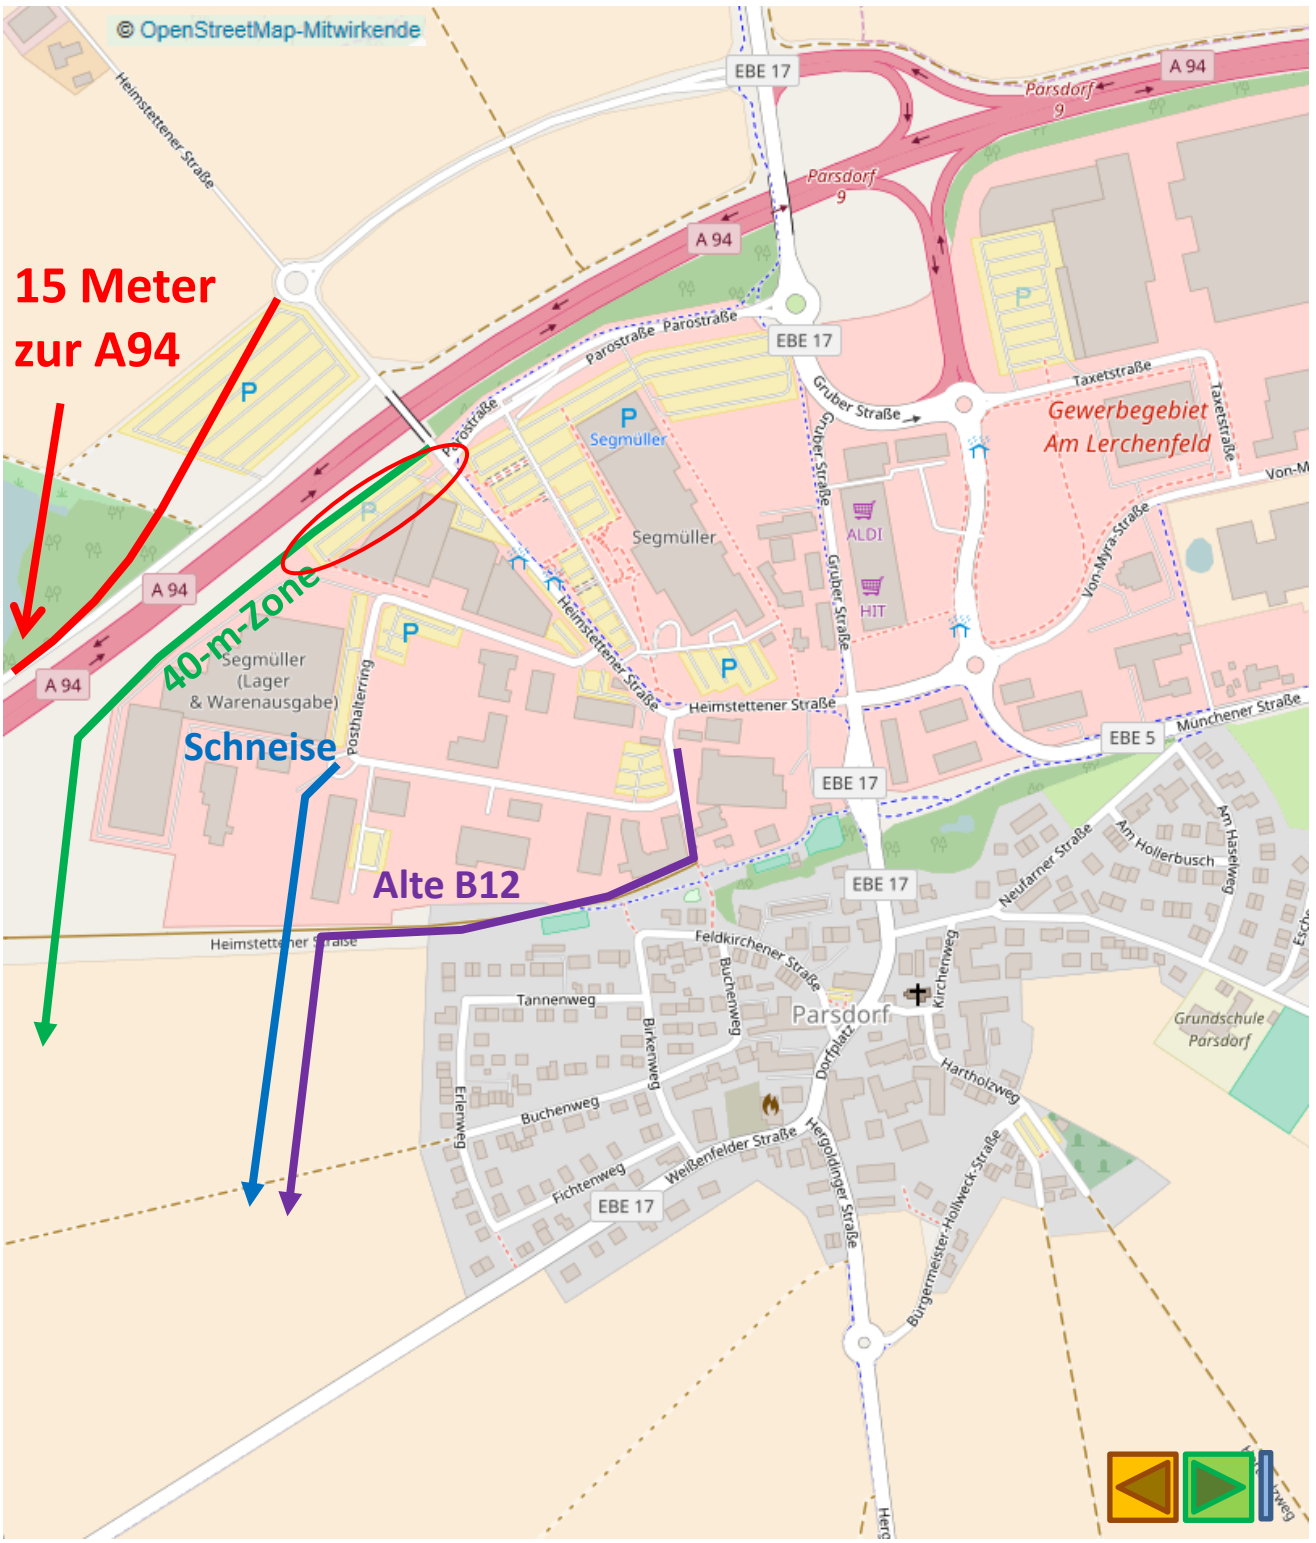 © OpenStreetMap-Mitwirkende
EBE 17
A 94
Parsdorf
9
Heimstettener Straße
Parsdorf
9
A 94
15 Meter
zur A94
Parostraße
Parostraße
EBE 17
P
Gruber Straße
Taxetstraße
Taxetstraße
P
P
Segmüller
Gewerbegebiet
Am Lerchenfeld
Parostraße
Gruber Straße
P
ALDI
Segmüller
Von-Myra-Straße
A 94
40-m-Zone
HIT
Gruber Straße
Heimstettener Straße
P
P
Segmüller
(Lager
& Warenausgabe)
A 94
Posthalterring
Heimstettener Straße
Münchener Straße
EBE 5
Schneise
EBE 17
Alte B12
EBE 17
Neufarner Straße
Am Hollerbusch
Am Haselweg
Heimstettener Straße
Feldkirchener Straße
Buchenweg
Kirchenweg
Tannenweg
Parsdorf
Dorfplatz
Grundschule
Parsdorf
Birkenweg
Erlenweg
Buchenweg
Hartholzweg
Weißenfelder Straße
Fichtenweg
Hergoldinger Straße
EBE 17
Bürgermeister-Hollweck-Straße